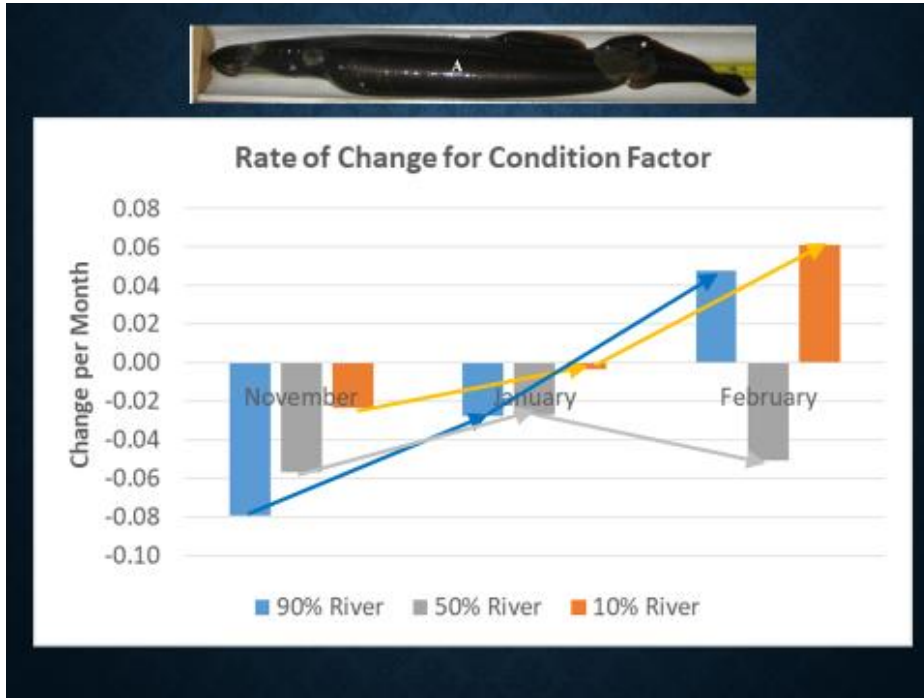 A
Rate of Change for Condition Factor
Change per Month
0.08
0.06
0.04
0.02
0.00
-0.02
-0.04
-0.06
-0.08
-0.10
November January February
90% River 50% River 10% River